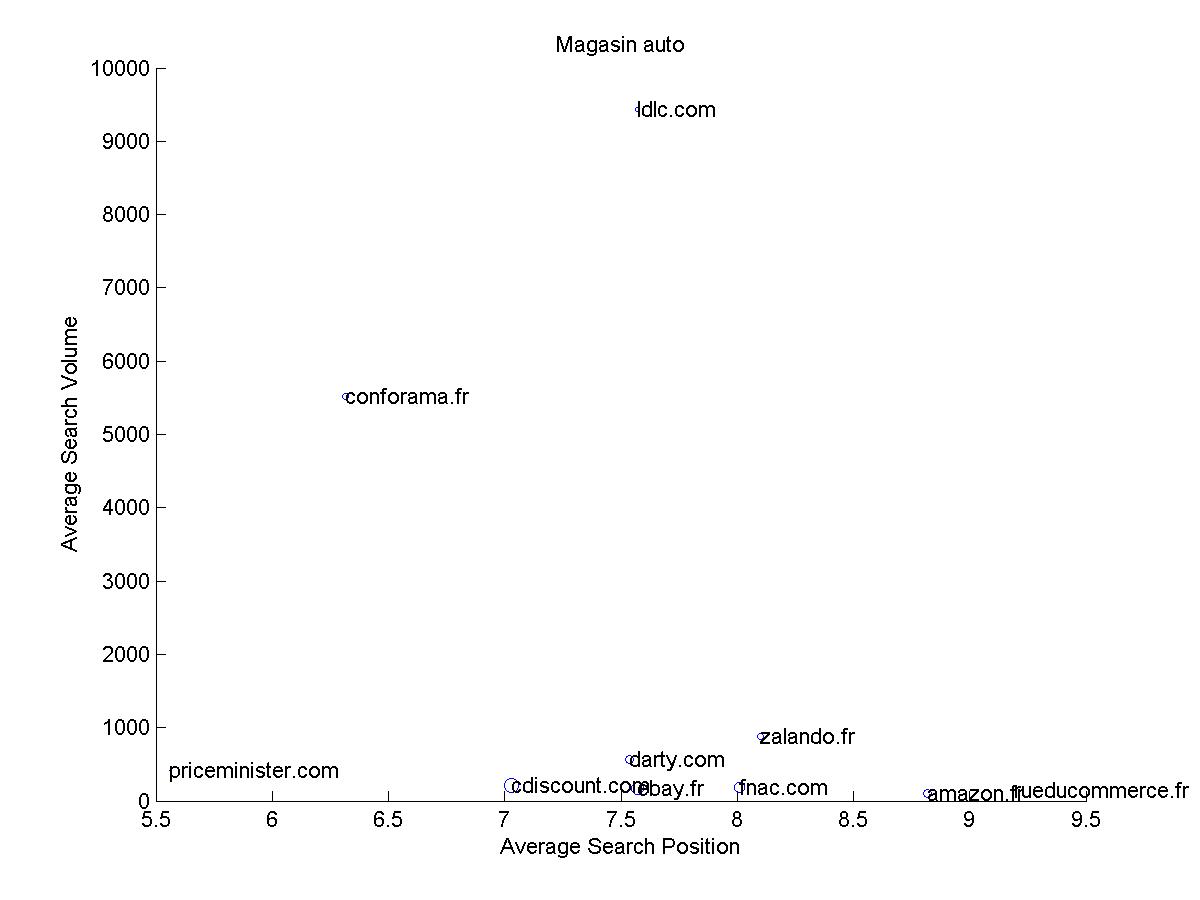 Magasin auto
10000
ldlc.com
9000
8000
7000
6000
conforama.fr
5000
4000
3000
2000
1000
zalando.fr
darty.com
priceminister.com
cdiscount.com
ebay.fr
fnac.com
amazon.fr
rueducommerce.fr
0
5.5 6 6.5 7 7.5 8 8.5 9 9.5
Average Search Position
Average Search Volume